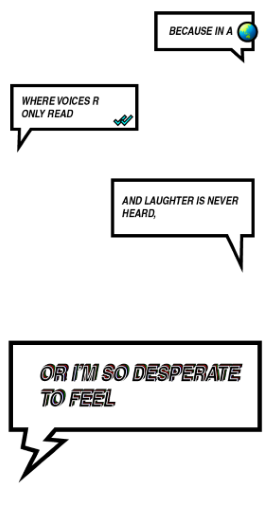 BECAUSE IN A 🌏
WHERE VOICES R
ONLY READ
AND LAUGHTER IS NEVER
HEARD,
OR I'M SO DESPERATE
TO FEEL